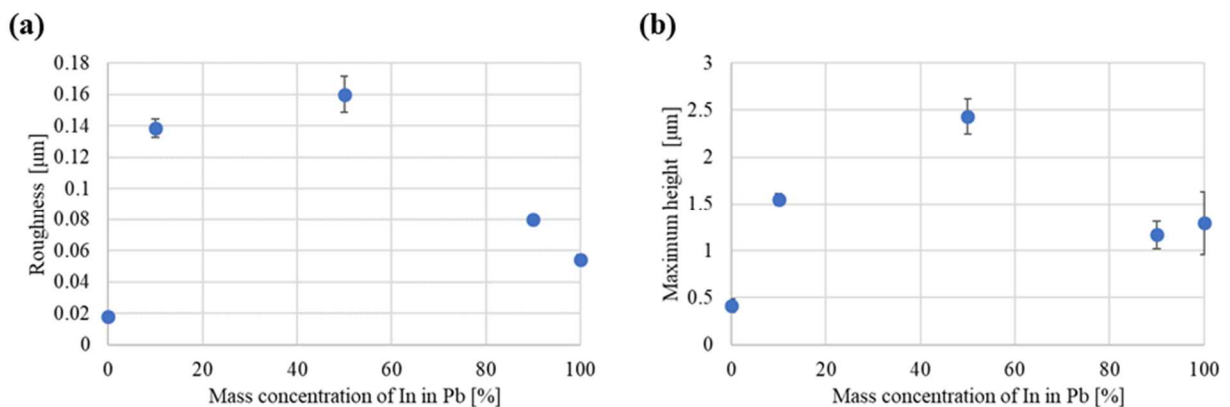 (a)
0.18
0.16
0.14
0.12
0.1
0.08
0.06
0.04
0.02
0
Roughness [µm]
0 20 40 60 80 100
Mass concentration of In in Pb [%]
(b)
3
2.5
2
1.5
1
0.5
0
Maximum height [µm]
0 20 40 60 80 100
Mass concentration of In in Pb [%]